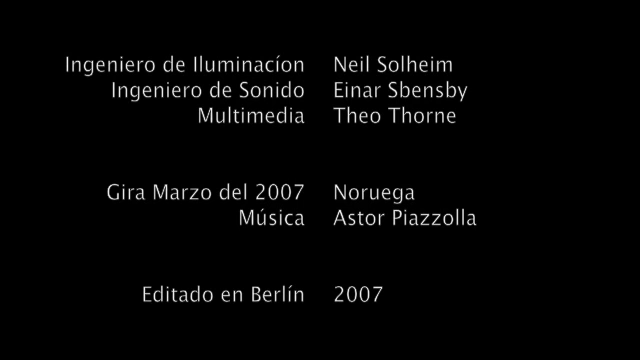 Ingeniero de Iluminacíon Neil Solheim
Ingeniero de Sonido Einar Sbensby
Multimedia Theo Thorne
Gira Marzo del 2007 Noruega
Música Astor Piazzolla
Editado en Berlín 2007